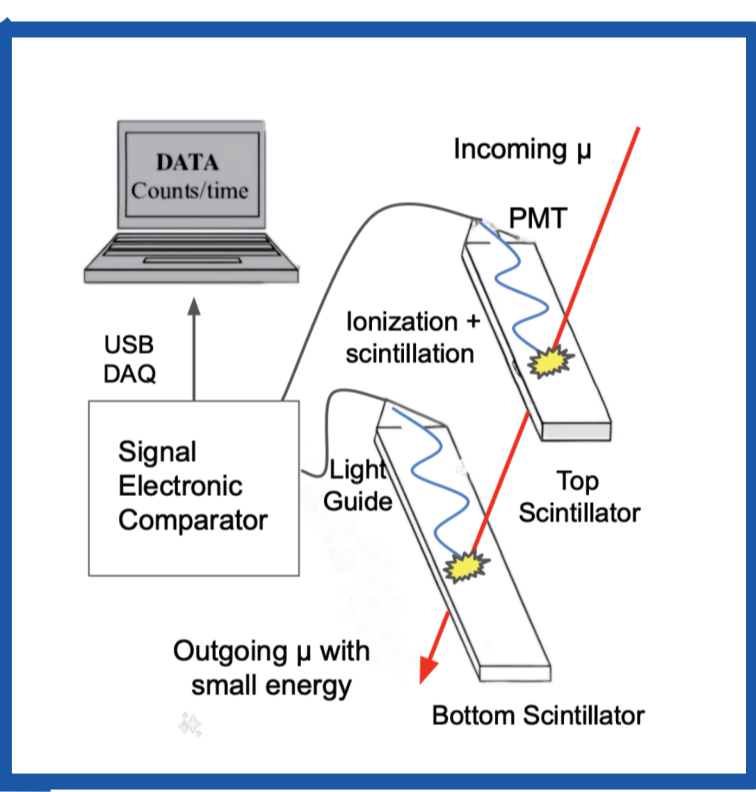 DATA
Counts/time
Incoming μ
PMT
Ionization +
scintillation
USB
DAQ
Signal
Electronic
Comparator
Light
Guide
Top
Scintillator
Outgoing μ with
small energy
Bottom Scintillator